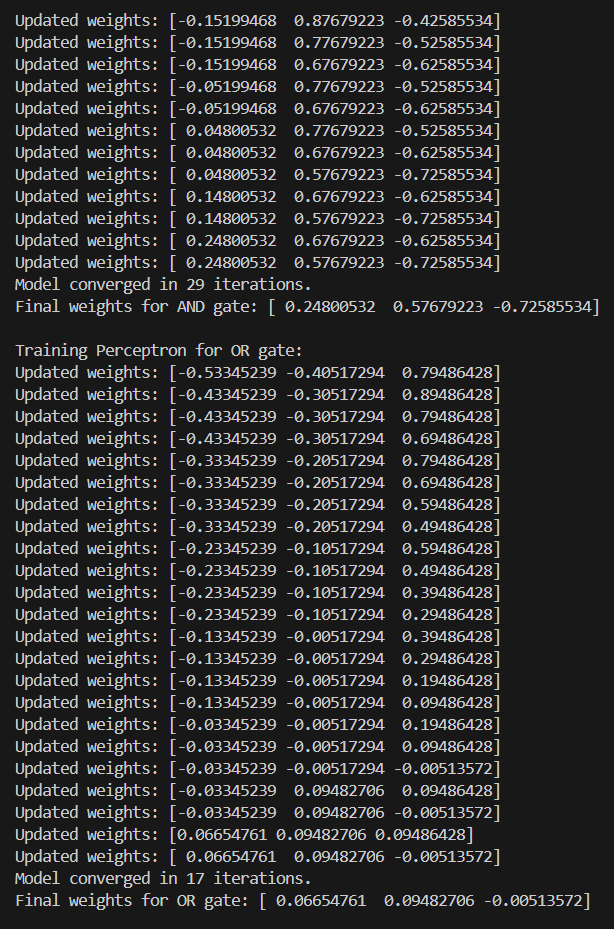 Updated weights: [-0.15199468  0.87679223 -0.42585534]
Updated weights: [-0.15199468  0.77679223 -0.52585534]
Updated weights: [-0.15199468  0.67679223 -0.62585534]
Updated weights: [-0.05199468  0.77679223 -0.52585534]
Updated weights: [-0.05199468  0.67679223 -0.62585534]
Updated weights: [ 0.04800532  0.77679223 -0.52585534]
Updated weights: [ 0.04800532  0.67679223 -0.62585534]
Updated weights: [ 0.04800532  0.57679223 -0.72585534]
Updated weights: [ 0.14800532  0.67679223 -0.62585534]
Updated weights: [ 0.14800532  0.57679223 -0.72585534]
Updated weights: [ 0.24800532  0.67679223 -0.62585534]
Updated weights: [ 0.24800532  0.57679223 -0.72585534]
Model converged in 29 iterations.
Final weights for AND gate: [ 0.24800532  0.57679223 -0.72585534]

Training Perceptron for OR gate:
Updated weights: [-0.53345239 -0.40517294  0.79486428]
Updated weights: [-0.43345239 -0.30517294  0.89486428]
Updated weights: [-0.43345239 -0.30517294  0.79486428]
Updated weights: [-0.43345239 -0.30517294  0.69486428]
Updated weights: [-0.33345239 -0.20517294  0.79486428]
Updated weights: [-0.33345239 -0.20517294  0.69486428]
Updated weights: [-0.33345239 -0.20517294  0.59486428]
Updated weights: [-0.33345239 -0.20517294  0.49486428]
Updated weights: [-0.23345239 -0.10517294  0.59486428]
Updated weights: [-0.23345239 -0.10517294  0.49486428]
Updated weights: [-0.23345239 -0.10517294  0.39486428]
Updated weights: [-0.23345239 -0.10517294  0.29486428]
Updated weights: [-0.13345239 -0.00517294  0.39486428]
Updated weights: [-0.13345239 -0.00517294  0.29486428]
Updated weights: [-0.13345239 -0.00517294  0.19486428]
Updated weights: [-0.13345239 -0.00517294  0.09486428]
Updated weights: [-0.03345239 -0.00517294  0.19486428]
Updated weights: [-0.03345239 -0.00517294  0.09486428]
Updated weights: [-0.03345239 -0.00517294 -0.00513572]
Updated weights: [-0.03345239  0.09482706  0.09486428]
Updated weights: [-0.03345239  0.09482706 -0.00513572]
Updated weights: [0.06654761 0.09482706 0.09486428]
Updated weights: [ 0.06654761  0.09482706 -0.00513572]
Model converged in 17 iterations.
Final weights for OR gate: [ 0.06654761  0.09482706 -0.00513572]